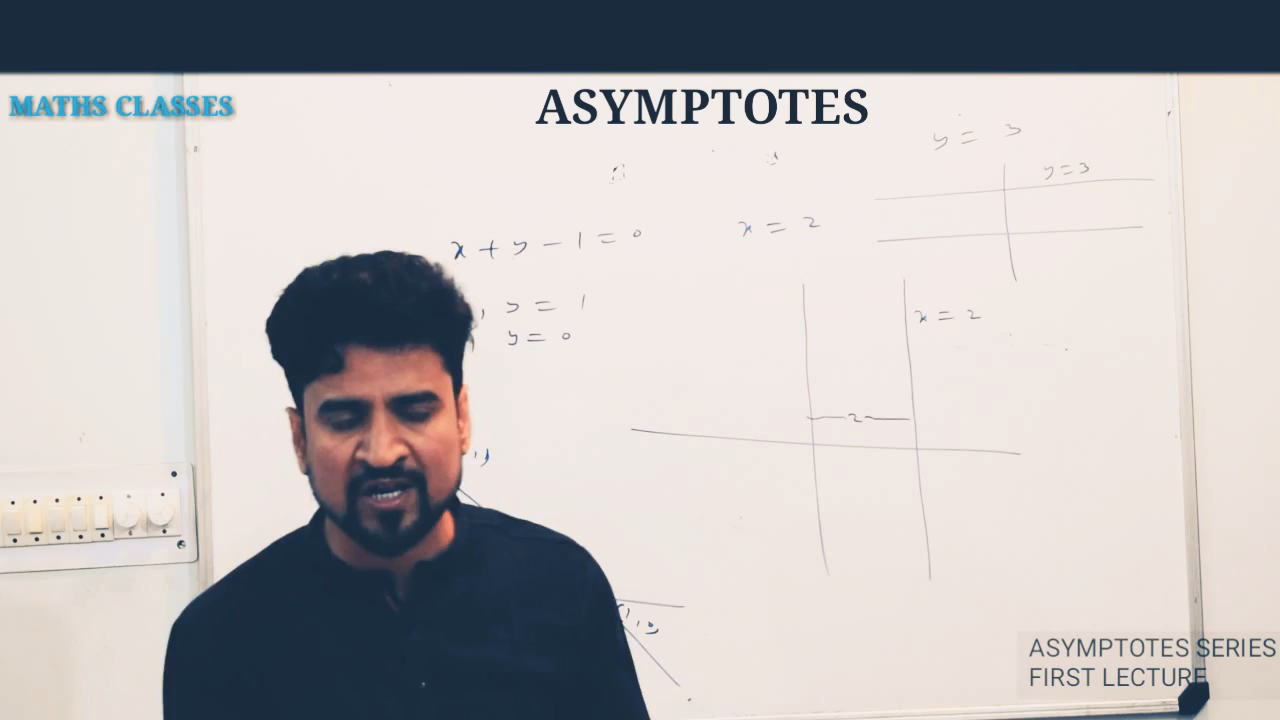 MATHS CLASSES
ASYMPTOTES
y = 3
y = 3
x + y - 1 = 0
x = 2
, y = 1
y = 0
x = 2
2
ASYMPTOTES SERIES
FIRST LECTURE